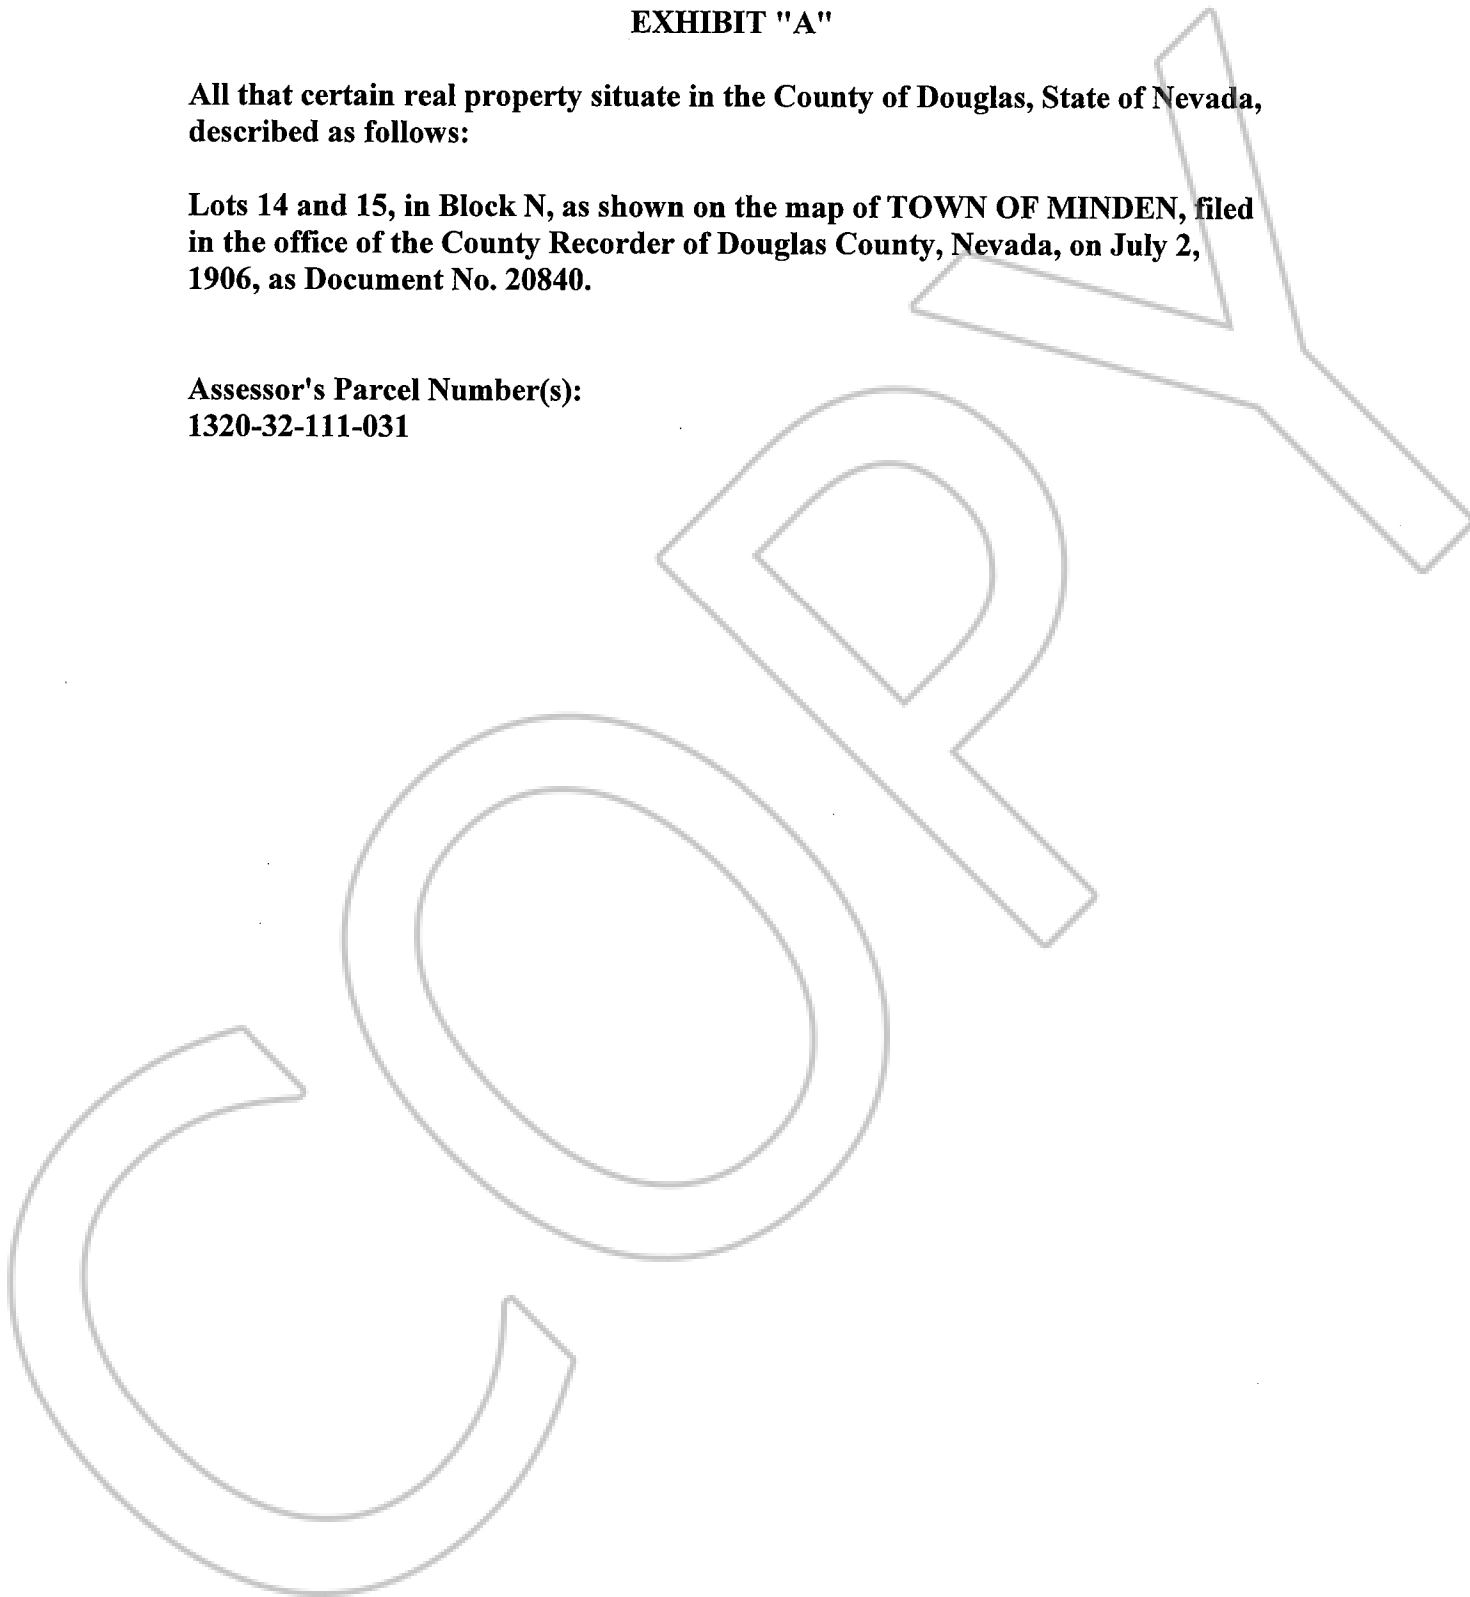 EXHIBIT "A"
All that certain real property situate in the County of Douglas, State of Nevada,
described as follows:
Lots 14 and 15, in Block N, as shown on the map of TOWN OF MINDEN, filed
in the office of the County Recorder of Douglas County, Nevada, on July 2,
1906, as Document No. 20840.
Assessor's Parcel Number(s):
1320-32-111-031
COPY